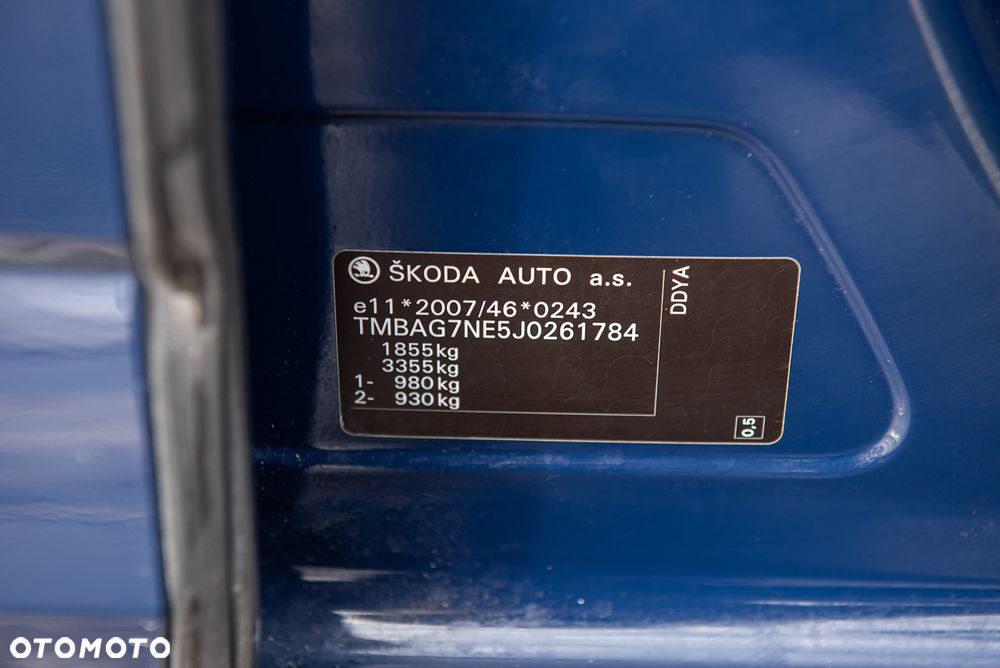 ŠKODA AUTO a.s.
e11*2007/46*0243
TMBAG7NE5J0261784
1855kg
3355kg
1- 980kg
2- 930kg
DDYA
0,5
OTOMOTO